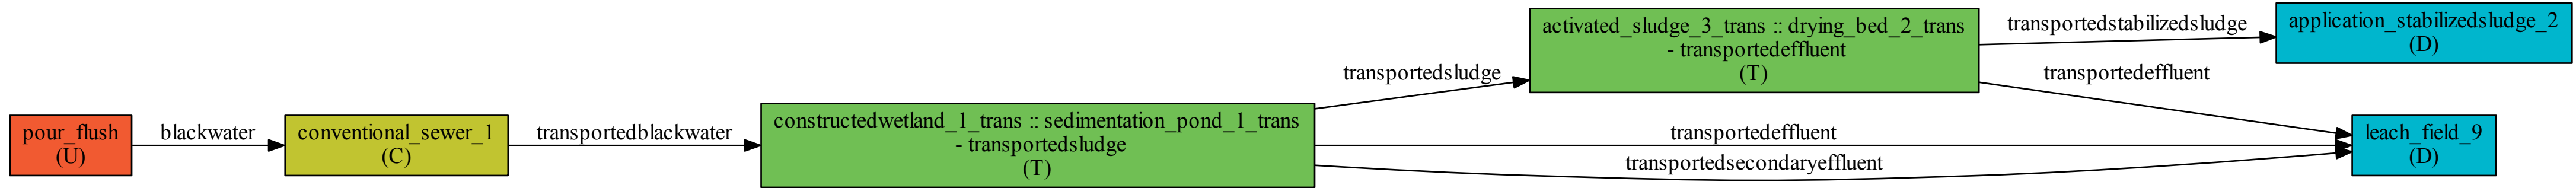 pour_flush
(U)
blackwater
conventional_sewer_1
(C)
transportedblackwater
constructedwetland_1_trans :: sedimentation_pond_1_trans
- transportedsludge
(T)
transportedsludge
activated_sludge_3_trans :: drying_bed_2_trans
- transportedeffluent
(T)
transportedstabilizedsludge
application_stabilizedsludge_2
(D)
transportedeffluent
transportedeffluent
transportedsecondaryeffluent
leach_field_9
(D)